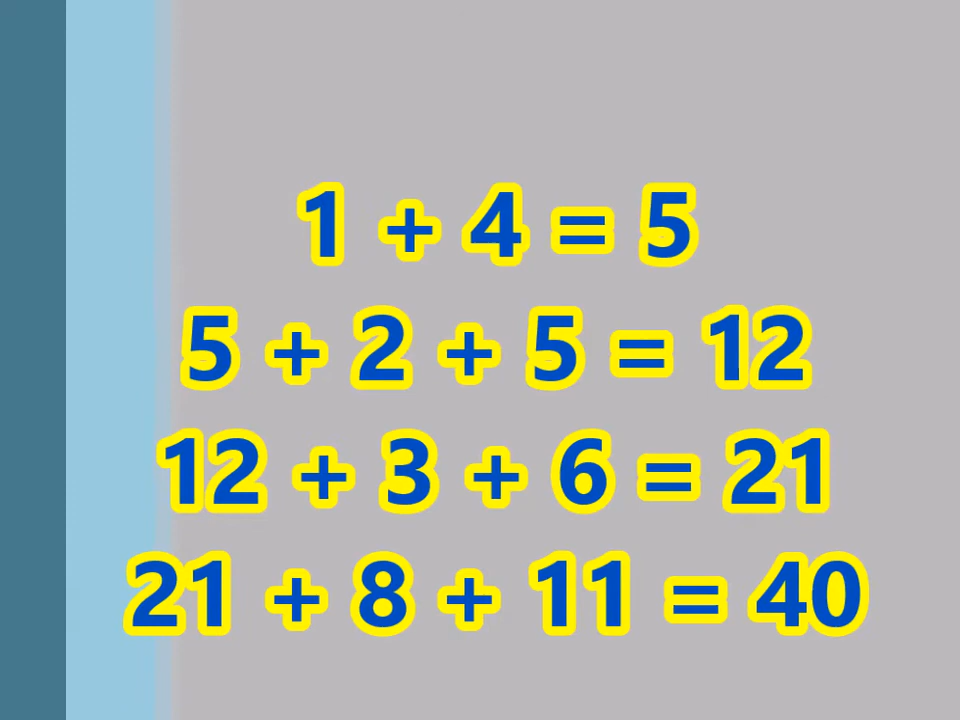 1 + 4 = 5
5 + 2 + 5 = 12
12 + 3 + 6 = 21
21 + 8 + 11 = 40